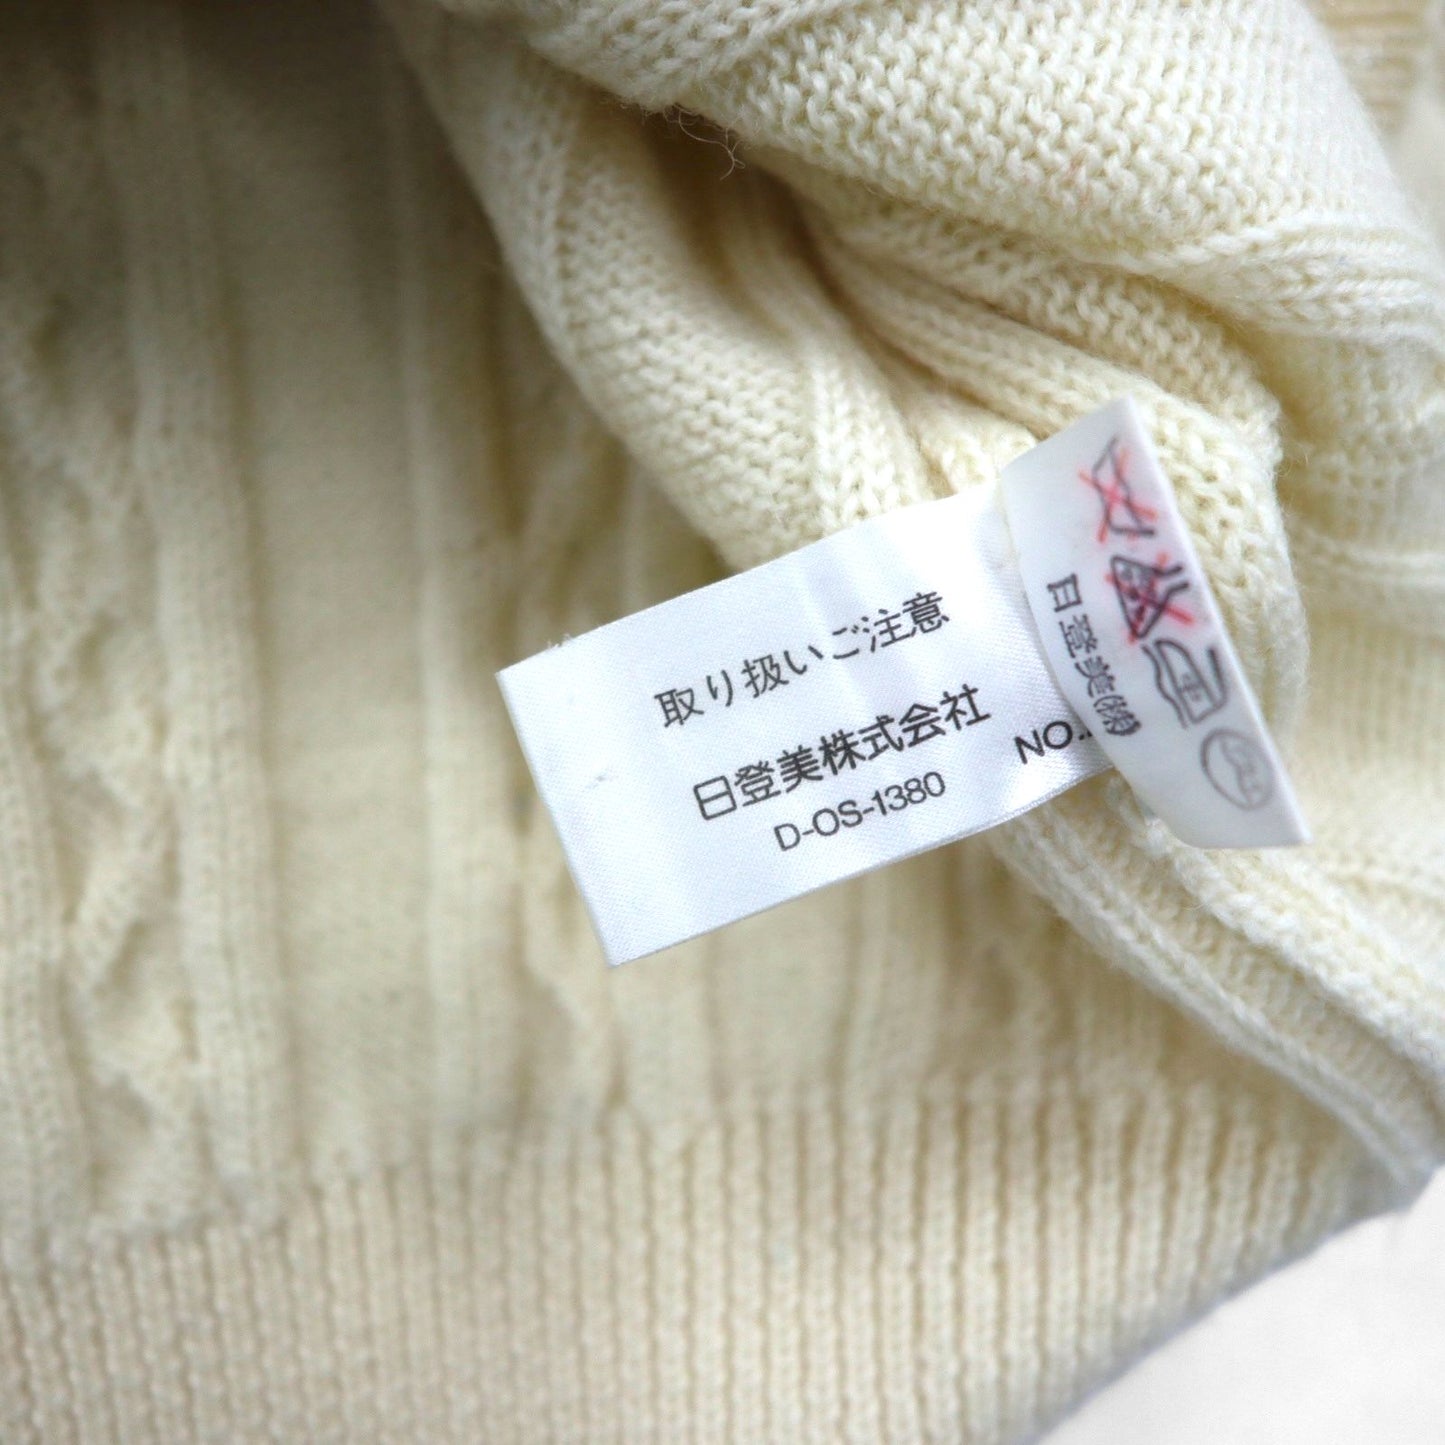 取り扱いご注意
日登美株式会社
D-OS-1380
NO.
日登美(株)